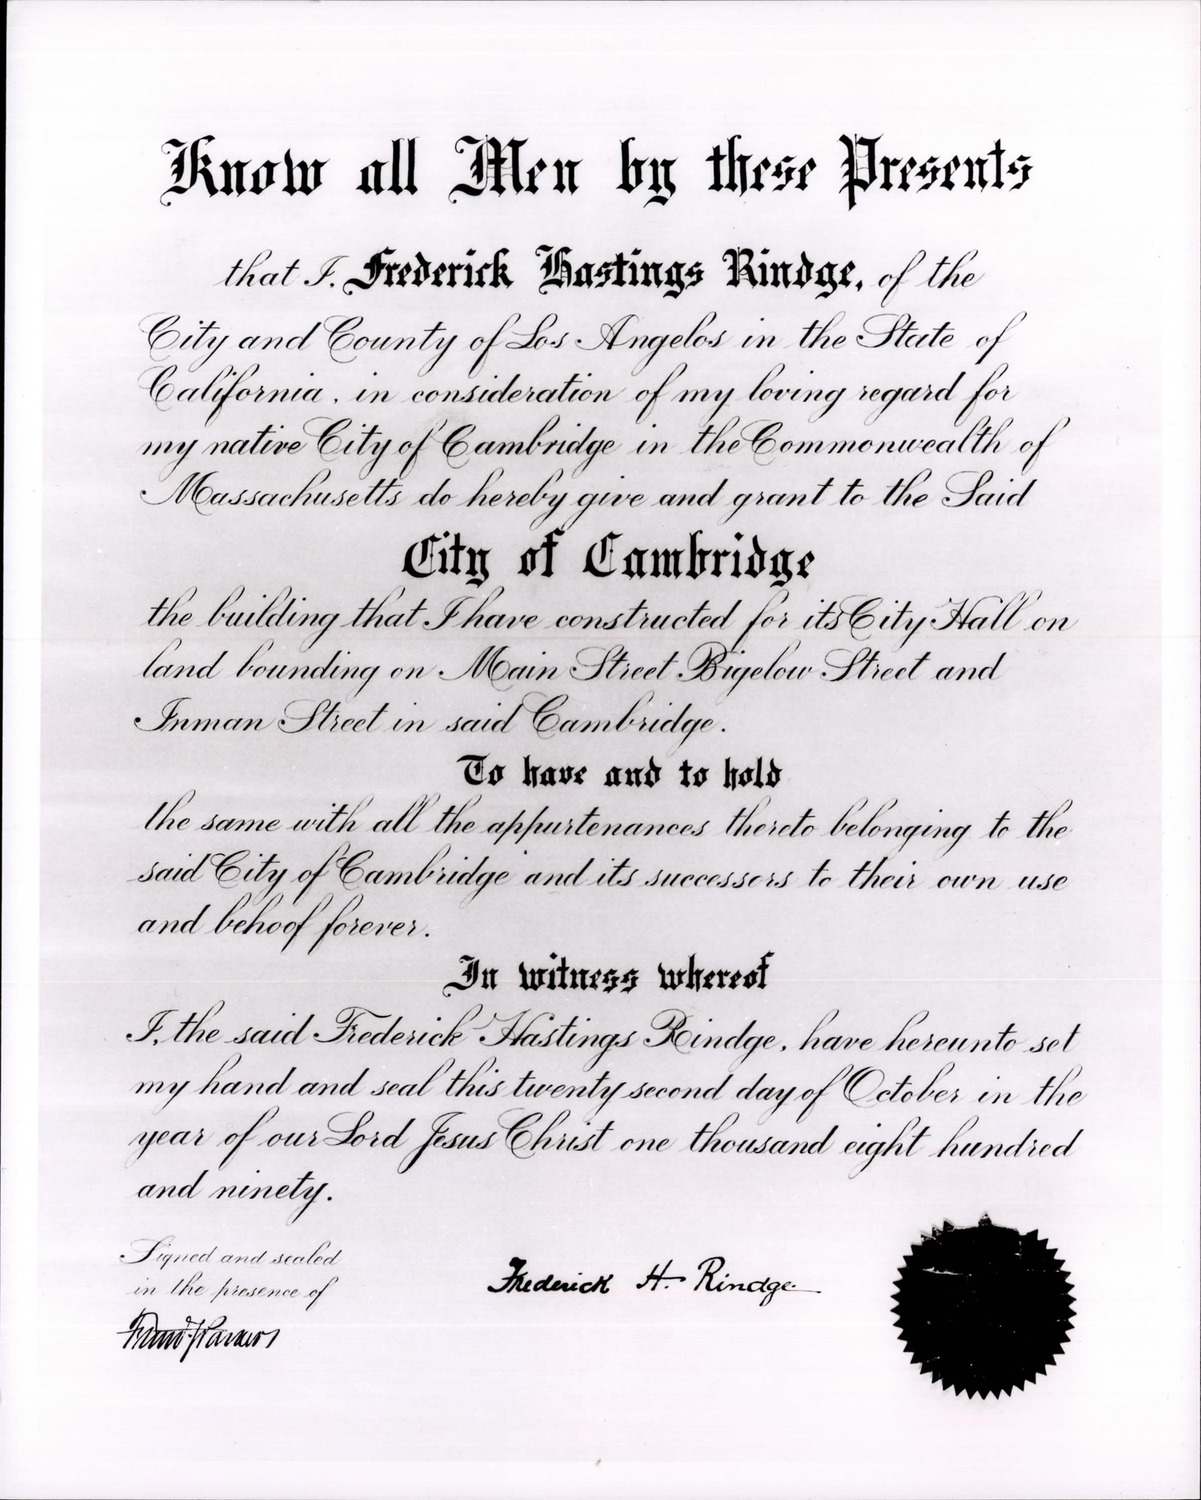 Know all Men by these Presents
that I, Frederick Hastings Rindge, of the
City and County of Los Angelos in the State of
California, in consideration of my loving regard for
my native City of Cambridge in the Commonwealth of
Massachusetts do hereby give and grant to the Said
City of Cambridge
the building that I have constructed for its City Hall on
land bounding on Main Street Bigelow Street and
Inman Street in said Cambridge.
To have and to hold
the same with all the appurtenances thereto belonging to the
said City of Cambridge and its successors to their own use
and behoof forever.
In witness whereof
I, the said Frederick Hastings Rindge, have hereunto set
my hand and seal this twenty second day of October in the
year of our Lord Jesus Christ one thousand eight hundred
and ninety.
Signed and sealed
in the presence of
Frederick H. Rindge